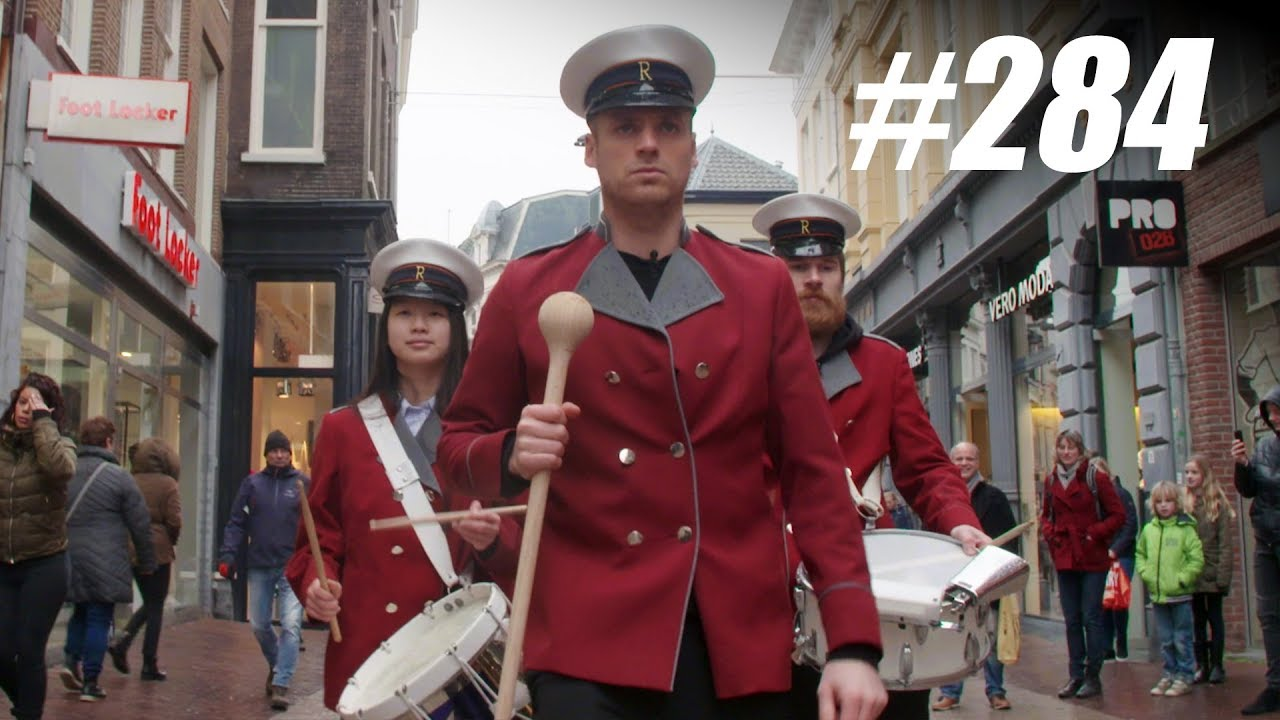 #284
Foot Locker
Foot Locker
R
R
R
PRO
026
VERO MODA